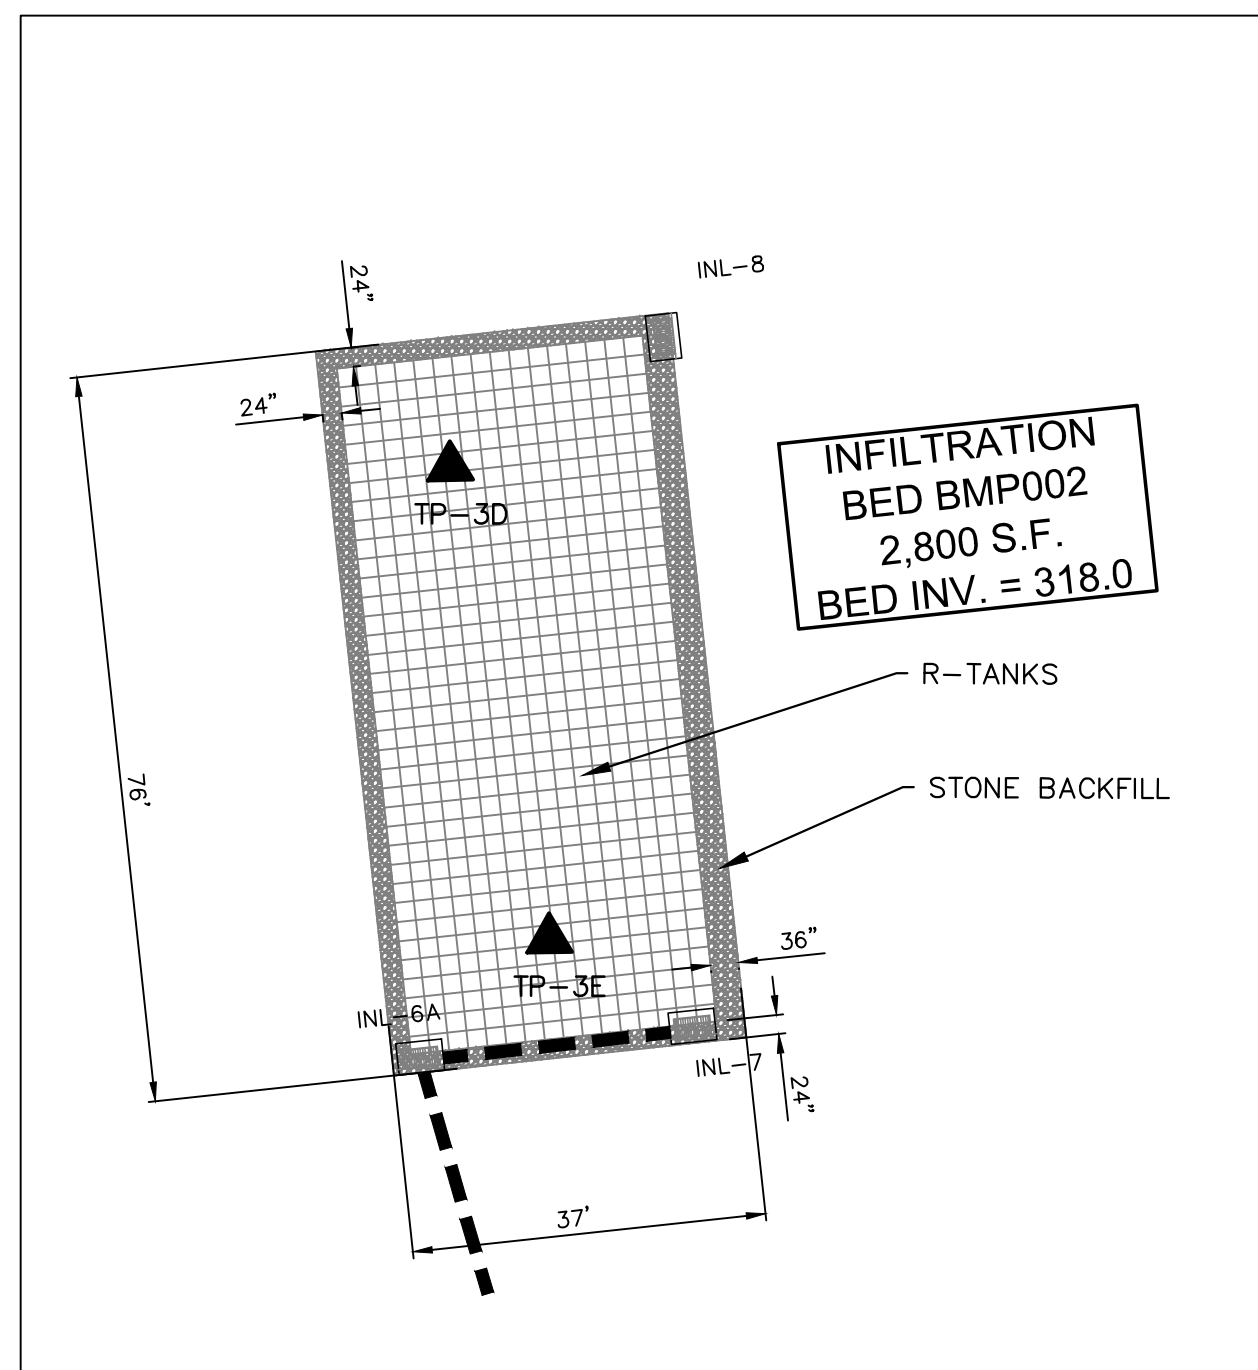 INL-8
24"
24"
TP-3D
INFILTRATION
BED BMP002
2,800 S.F.
BED INV. = 318.0
R-TANKS
STONE BACKFILL
76'
36"
TP-3E
INL-6A
INL-7
24"
37'